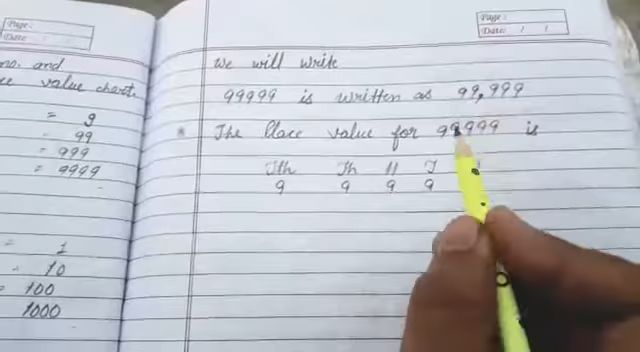 Page:
Date:
no. and
value chart
= 9
= 99
= 999
= 9999
= 1
- 10
= 100
1000
Page:
Date: / /
we will write
99999 is written as 99,999
* The Place value for 99999 is
Tth Th H T
9 9 9 9